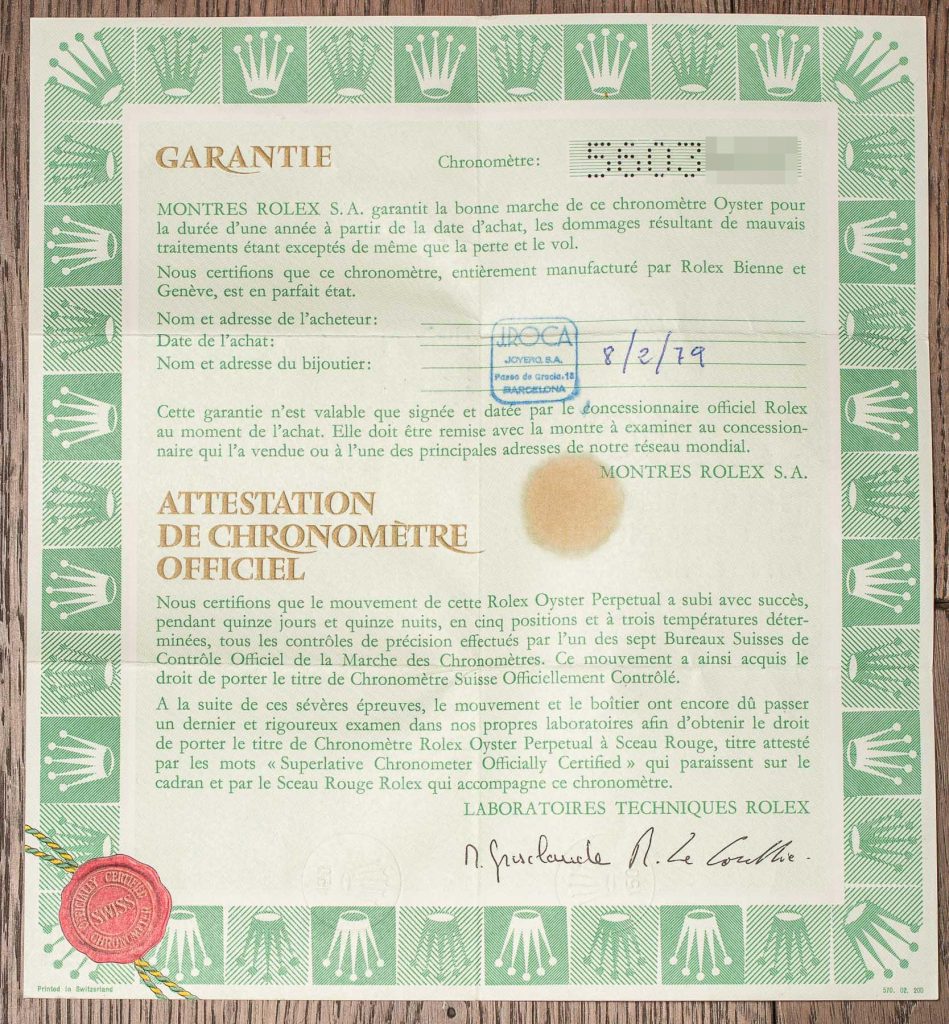 GARANTIE
Chronomètre: 5603
MONTRES ROLEX S.A. garantit la bonne marche de ce chronomètre Oyster pour
la durée d'une année à partir de la date d'achat, les dommages résultant de mauvais
traitements étant exceptés de même que la perte et le vol.
Nous certifions que ce chronomètre, entièrement manufacturé par Rolex Bienne et
Genève, est en parfait état.
Nom et adresse de l'acheteur:
Date de l'achat:
Nom et adresse du bijoutier:
J.ROCA
JOYERO, S.A.
Paseo de Gracia, 18
BARCELONA
8/2/79
Cette garantie n'est valable que signée et datée par le concessionnaire officiel Rolex
au moment de l'achat. Elle doit être remise avec la montre à examiner au concession-
naire qui l'a vendue ou à l'une des principales adresses de notre réseau mondial.
MONTRES ROLEX S.A.
ATTESTATION
DE CHRONOMÈTRE
OFFICIEL
Nous certifions que le mouvement de cette Rolex Oyster Perpetual a subi avec succès,
pendant quinze jours et quinze nuits, en cinq positions et à trois températures déter-
minées, tous les contrôles de précision effectués par l'un des sept Bureaux Suisses de
Contrôle Officiel de la Marche des Chronomètres. Ce mouvement a ainsi acquis le
droit de porter le titre de Chronomètre Suisse Officiellement Contrôlé.
A la suite de ces sévères épreuves, le mouvement et le boîtier ont encore dû passer
un dernier et rigoureux examen dans nos propres laboratoires afin d'obtenir le droit
de porter le titre de Chronomètre Rolex Oyster Perpetual à Sceau Rouge, titre attesté
par les mots « Superlative Chronometer Officially Certified » qui paraissent sur le
cadran et par le Sceau Rouge Rolex qui accompagne ce chronomètre.
LABORATOIRES TECHNIQUES ROLEX
OFFICIALLY CERTIFIED
SWISS
CHRONOMETER
Printed in Switzerland
570. 02. 200